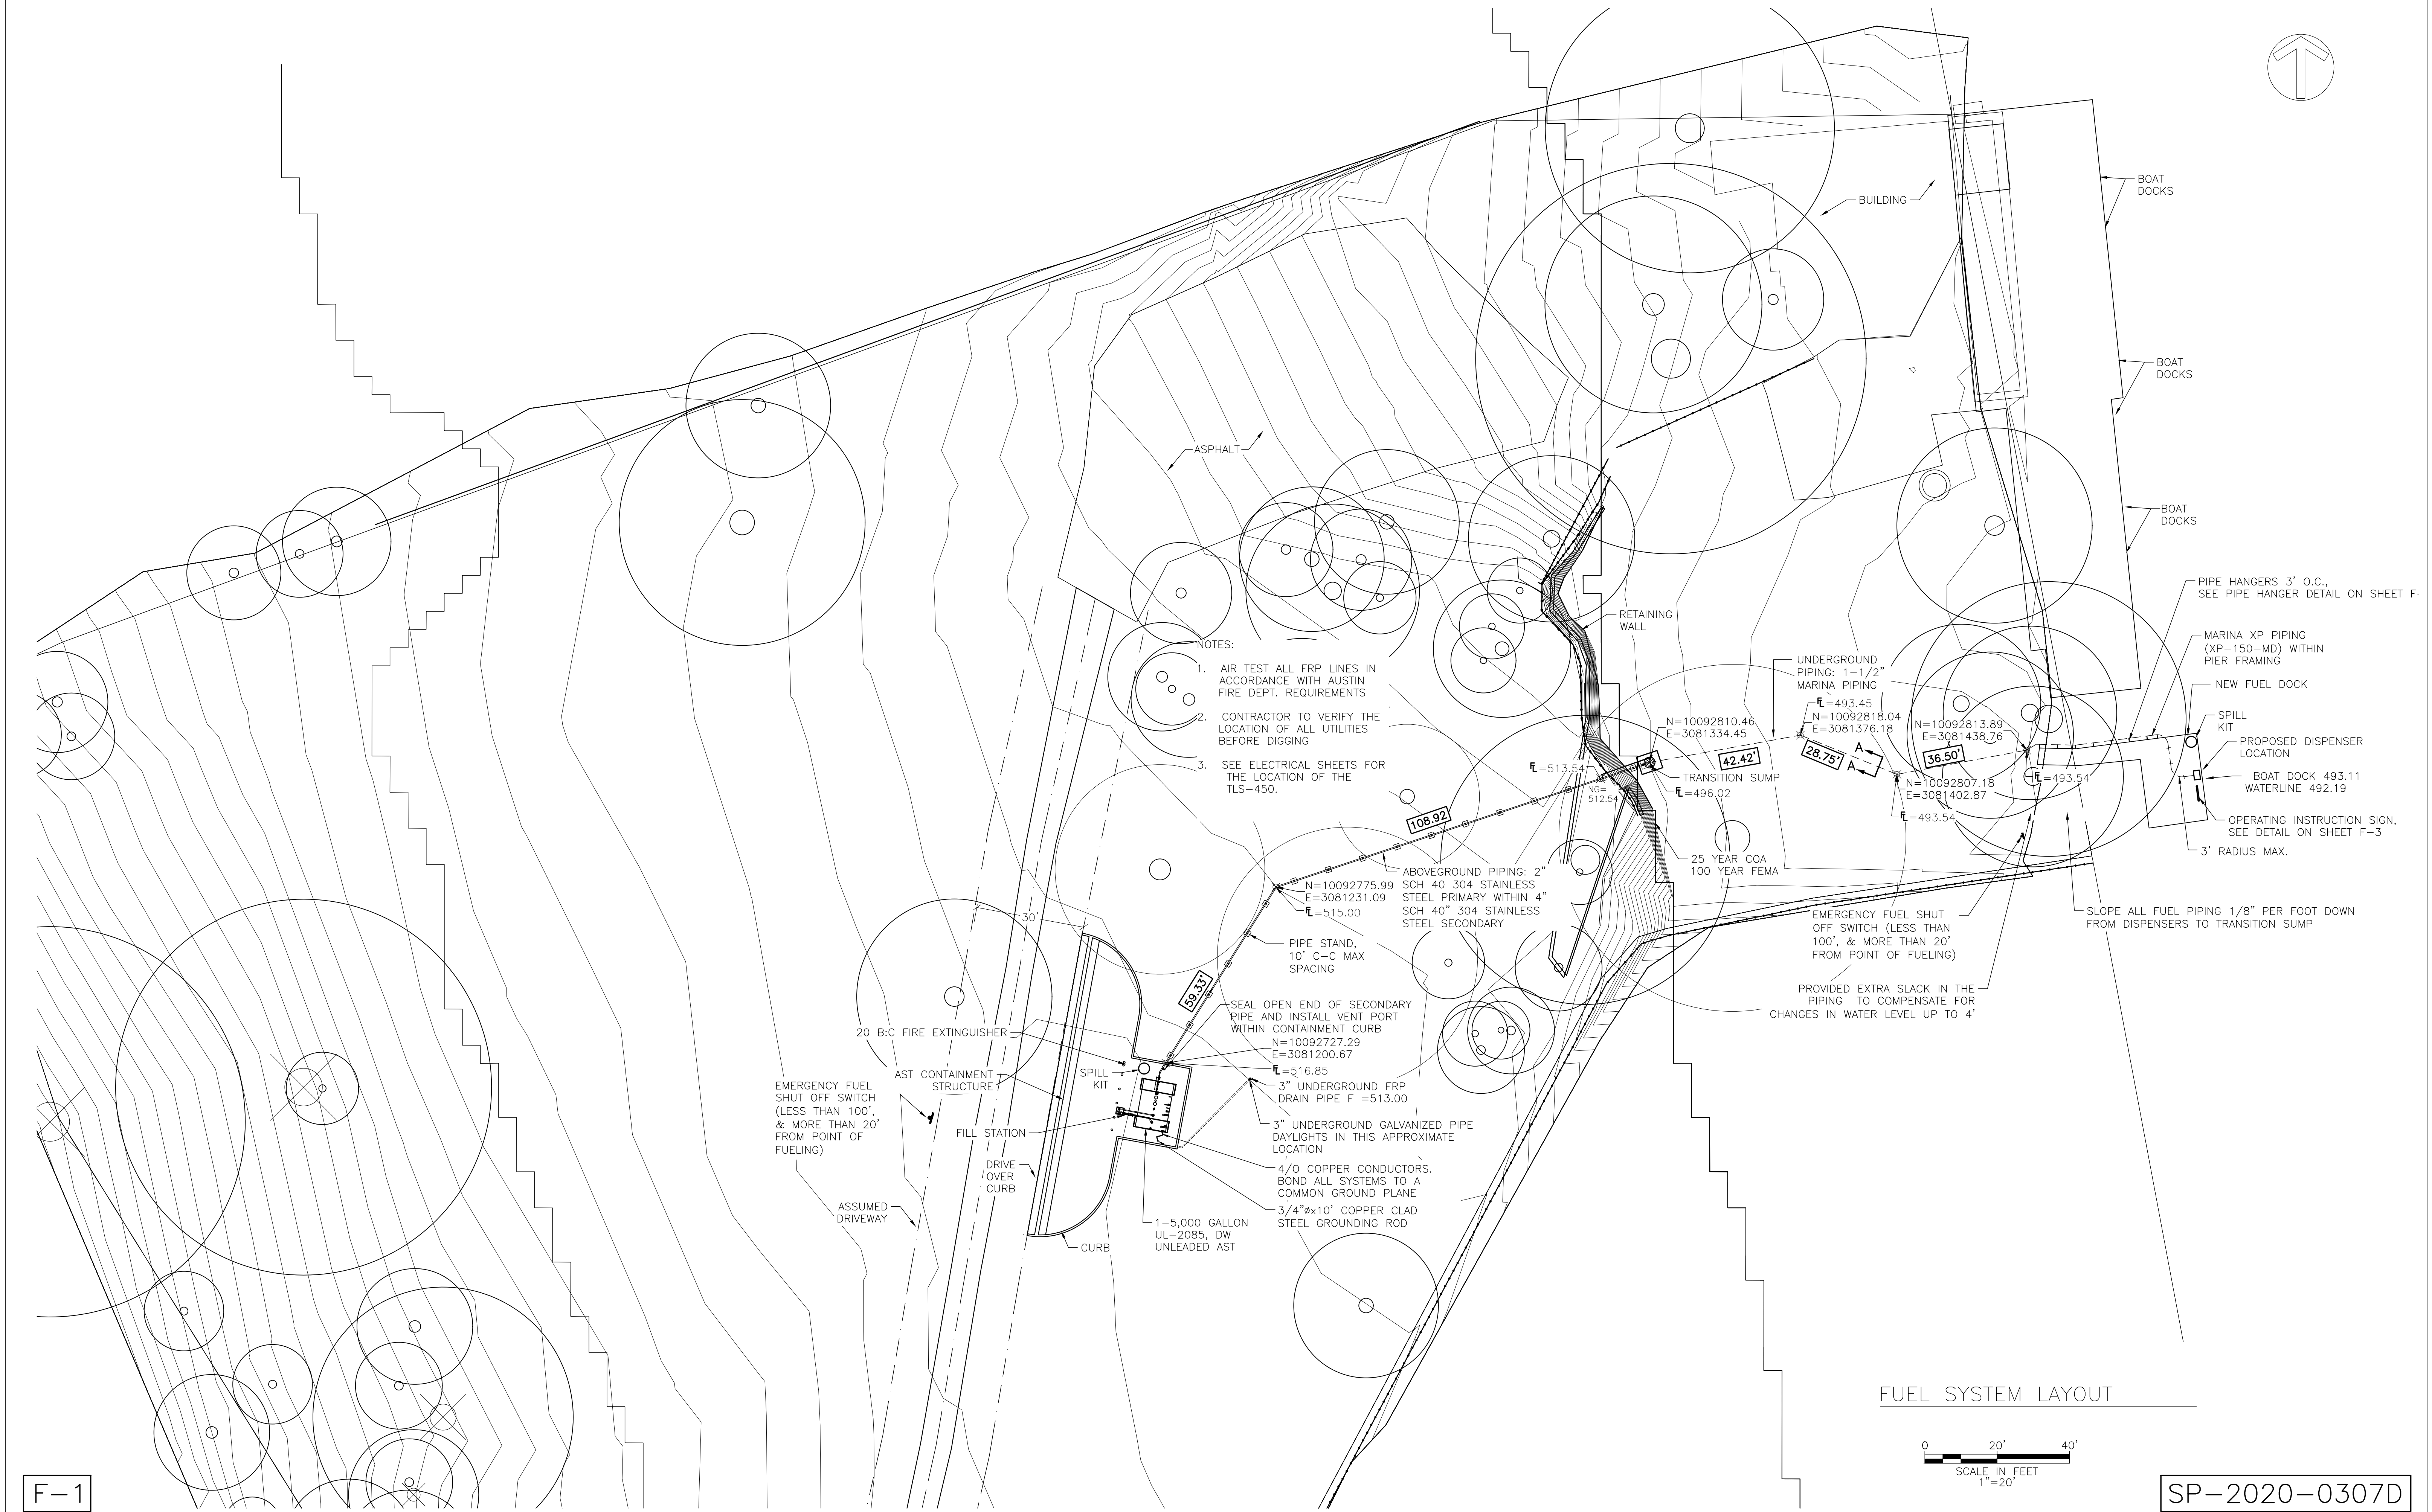 BOAT
DOCKS
BUILDING
BOAT
DOCKS
ASPHALT
BOAT
DOCKS
PIPE HANGERS 3' O.C.,
SEE PIPE HANGER DETAIL ON SHEET F-
RETAINING
WALL
MARINA XP PIPING
(XP-150-MD) WITHIN
PIER FRAMING
NOTES:
1. AIR TEST ALL FRP LINES IN
ACCORDANCE WITH AUSTIN
FIRE DEPT. REQUIREMENTS
2. CONTRACTOR TO VERIFY THE
LOCATION OF ALL UTILITIES
BEFORE DIGGING
3. SEE ELECTRICAL SHEETS FOR
THE LOCATION OF THE
TLS-450.
UNDERGROUND
PIPING: 1-1/2"
MARINA PIPING
FL=493.45
N=10092818.04
E=3081376.18
N=10092810.46
E=3081334.45
N=10092813.89
E=3081438.76
NEW FUEL DOCK
SPILL
KIT
PROPOSED DISPENSER
LOCATION
BOAT DOCK 493.11
WATERLINE 492.19
OPERATING INSTRUCTION SIGN,
SEE DETAIL ON SHEET F-3
3' RADIUS MAX.
42.42'
28.75'
A
A
36.50'
FL=493.54
N=10092807.18
E=3081402.87
FL=493.54
FL=513.54
NG=
512.54
TRANSITION SUMP
FL=496.02
108.92
25 YEAR COA
100 YEAR FEMA
ABOVEGROUND PIPING: 2"
SCH 40 304 STAINLESS
STEEL PRIMARY WITHIN 4"
SCH 40" 304 STAINLESS
STEEL SECONDARY
N=10092775.99
E=3081231.09
FL=515.00
30'
EMERGENCY FUEL SHUT
OFF SWITCH (LESS THAN
100', & MORE THAN 20'
FROM POINT OF FUELING)
SLOPE ALL FUEL PIPING 1/8" PER FOOT DOWN
FROM DISPENSERS TO TRANSITION SUMP
PIPE STAND,
10' C-C MAX
SPACING
59.33'
PROVIDED EXTRA SLACK IN THE
PIPING TO COMPENSATE FOR
CHANGES IN WATER LEVEL UP TO 4'
SEAL OPEN END OF SECONDARY
PIPE AND INSTALL VENT PORT
WITHIN CONTAINMENT CURB
N=10092727.29
E=3081200.67
FL=516.85
20 B:C FIRE EXTINGUISHER
AST CONTAINMENT
STRUCTURE
SPILL
KIT
EMERGENCY FUEL
SHUT OFF SWITCH
(LESS THAN 100',
& MORE THAN 20'
FROM POINT OF
FUELING)
3" UNDERGROUND FRP
DRAIN PIPE F =513.00
3" UNDERGROUND GALVANIZED PIPE
DAYLIGHTS IN THIS APPROXIMATE
LOCATION
FILL STATION
DRIVE
OVER
CURB
4/0 COPPER CONDUCTORS.
BOND ALL SYSTEMS TO A
COMMON GROUND PLANE
3/4"øx10' COPPER CLAD
STEEL GROUNDING ROD
ASSUMED
DRIVEWAY
CURB
1-5,000 GALLON
UL-2085, DW
UNLEADED AST
FUEL SYSTEM LAYOUT
0 20' 40'
SCALE IN FEET
1"=20'
F-1
SP-2020-0307D